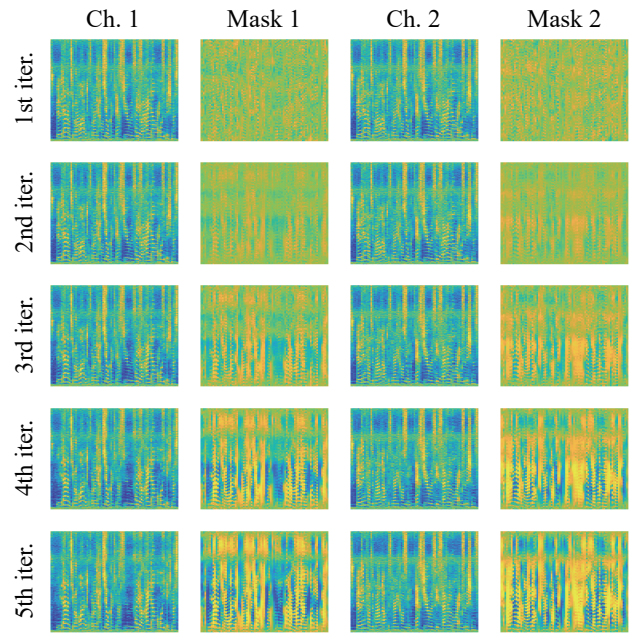 Ch. 1 Mask 1 Ch. 2 Mask 2
1st iter.
2nd iter.
3rd iter.
4th iter.
5th iter.